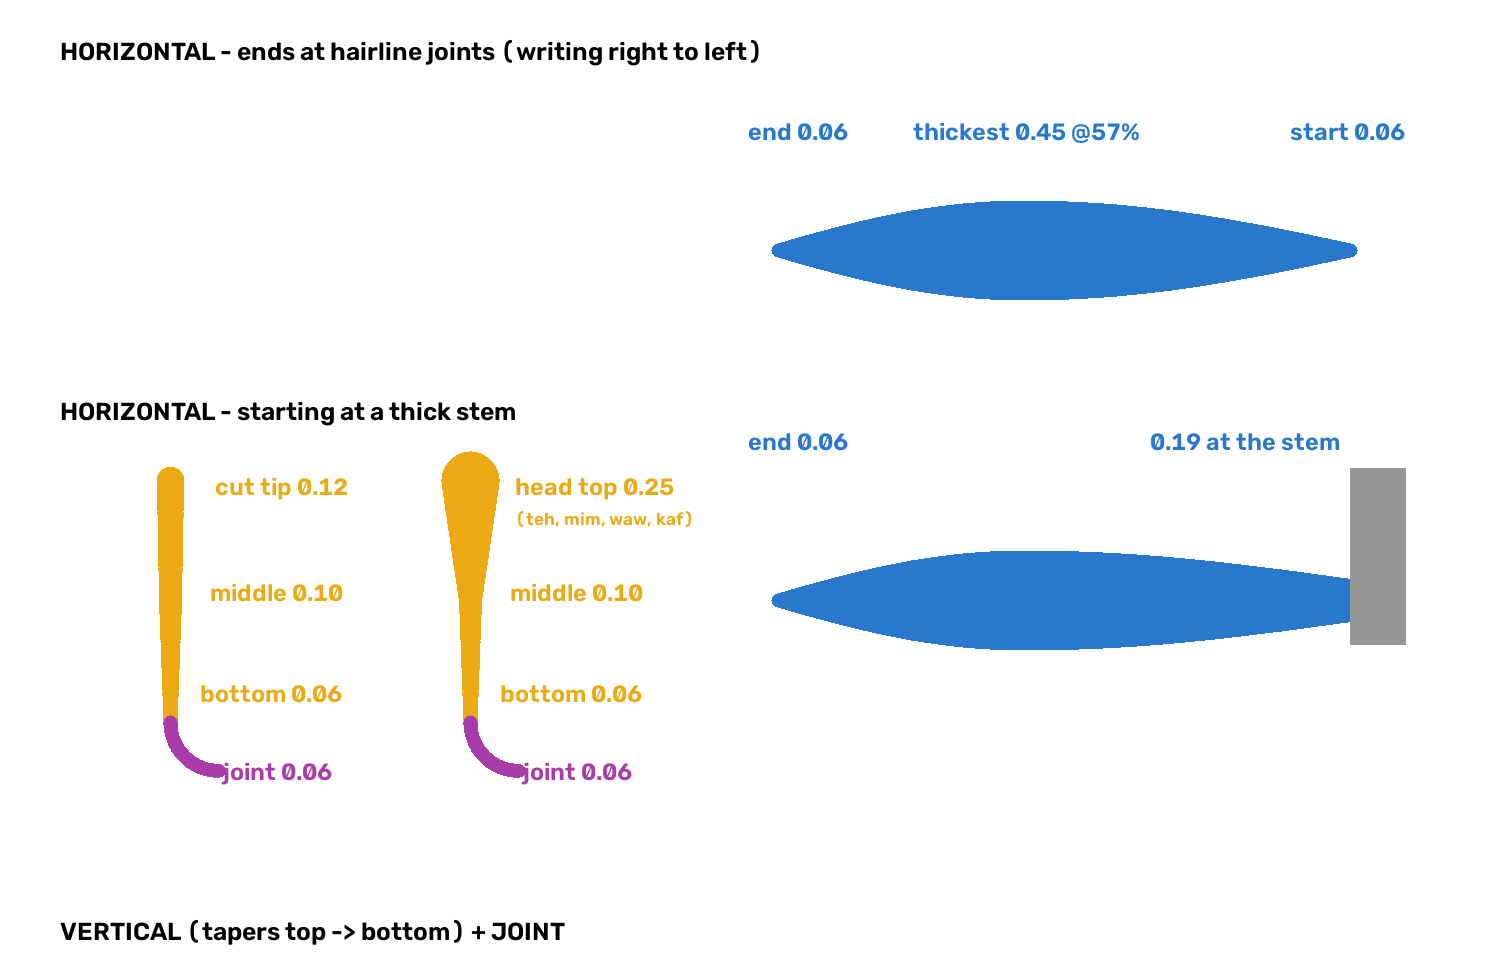 HORIZONTAL - ends at hairline joints (writing right to left)
end 0.06 thickest 0.45 @57% start 0.06
HORIZONTAL - starting at a thick stem
end 0.06 0.19 at the stem
cut tip 0.12 head top 0.25
(teh, mim, waw, kaf)
middle 0.10 middle 0.10
bottom 0.06 bottom 0.06
joint 0.06 joint 0.06
VERTICAL (tapers top -> bottom) + JOINT